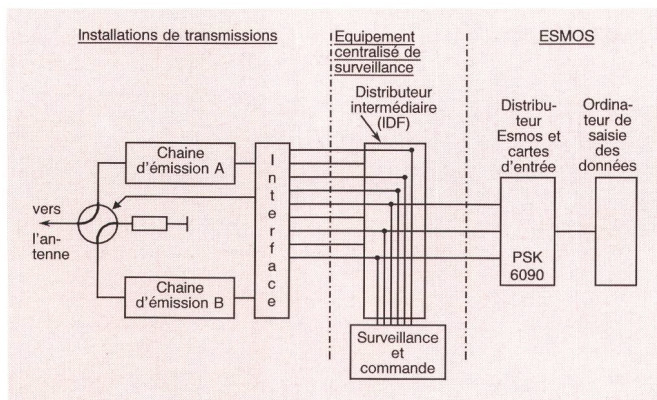 Installations de transmissions
Equipement
centralisé de
surveillance
ESMOS
Distributeur
intermédiaire
(IDF)
Distribu-
teur
Esmos et
cartes
d'entrée
Ordina-
teur de
saisie
des
données
Chaine
d'émission A
Interface
vers
l'an-
tenne
Chaine
d'émission B
PSK
6090
Surveillance
et
commande